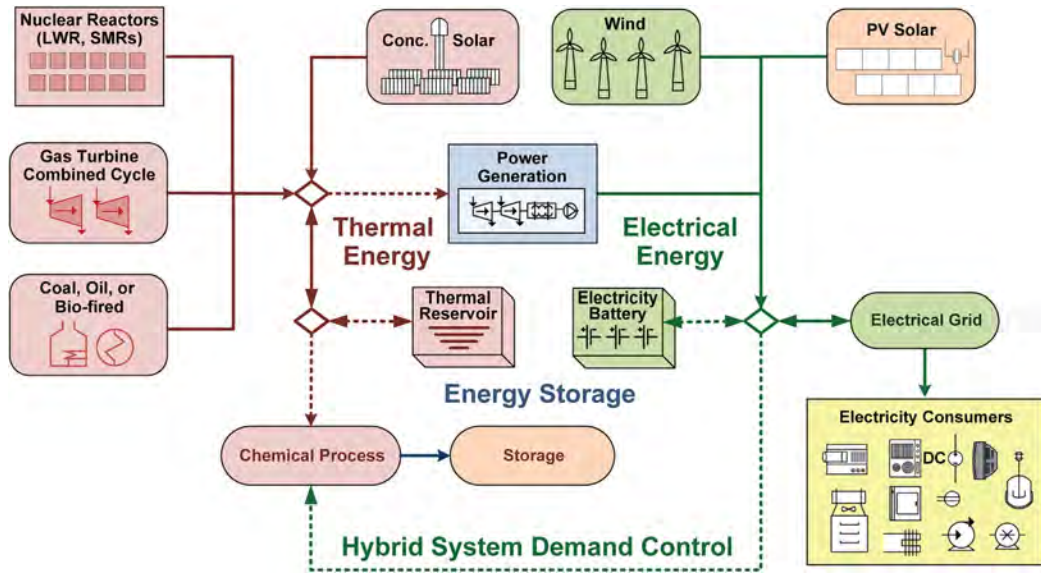 Nuclear Reactors
(LWR, SMRs)
Conc. Solar
Wind
PV Solar
Gas Turbine
Combined Cycle
Power
Generation
Thermal
Energy
Electrical
Energy
Coal, Oil, or
Bio-fired
Thermal
Reservoir
Electricity
Battery
Electrical Grid
Energy Storage
Electricity Consumers
DC
Chemical Process
Storage
Hybrid System Demand Control